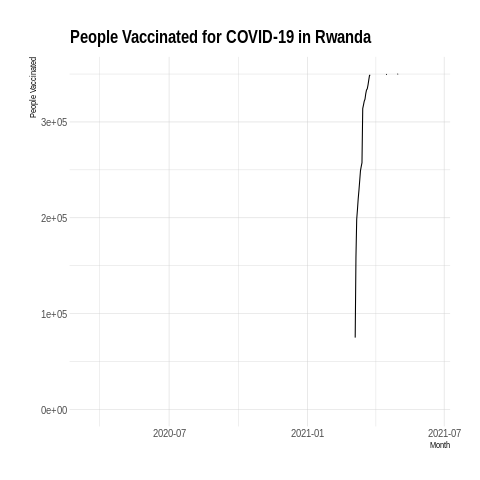 People Vaccinated for COVID-19 in Rwanda
People Vaccinated
3e+05
2e+05
1e+05
0e+00
2020-07
2021-01
2021-07
Month